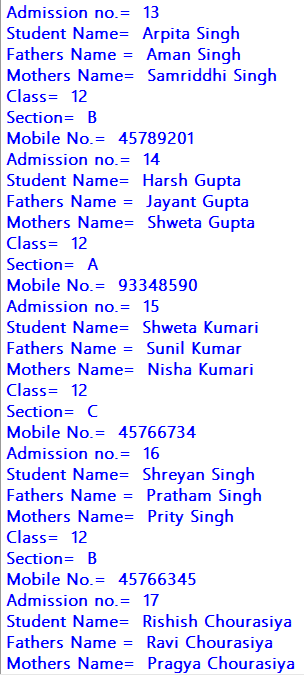 Admission no.= 13
Student Name= Arpita Singh
Fathers Name = Aman Singh
Mothers Name= Samriddhi Singh
Class= 12
Section= B
Mobile No.= 45789201
Admission no.= 14
Student Name= Harsh Gupta
Fathers Name = Jayant Gupta
Mothers Name= Shweta Gupta
Class= 12
Section= A
Mobile No.= 93348590
Admission no.= 15
Student Name= Shweta Kumari
Fathers Name = Sunil Kumar
Mothers Name= Nisha Kumari
Class= 12
Section= C
Mobile No.= 45766734
Admission no.= 16
Student Name= Shreyan Singh
Fathers Name = Pratham Singh
Mothers Name= Prity Singh
Class= 12
Section= B
Mobile No.= 45766345
Admission no.= 17
Student Name= Rishish Chourasiya
Fathers Name = Ravi Chourasiya
Mothers Name= Pragya Chourasiya